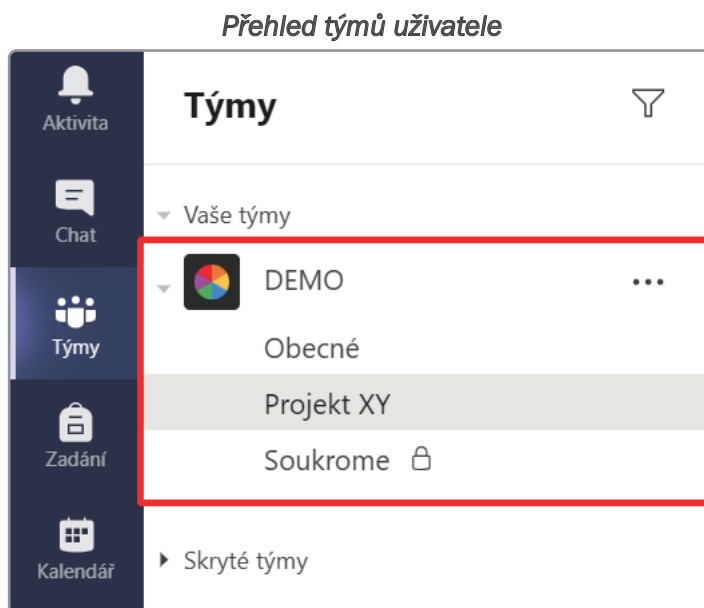 Přehled týmů uživatele
Aktivita
Chat
Týmy
Zadání
Kalendář
Týmy
Vaše týmy
DEMO
Obecné
Projekt XY
Soukrome
Skryté týmy